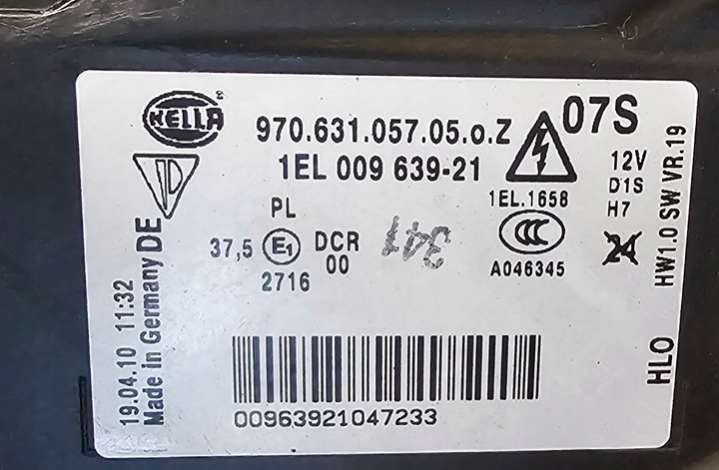 HELLA
970.631.057.05.o.Z
1EL 009 639-21
07S
12V
D1S
H7
24
1EL.1658
CCC
A046345
PL
37,5 E1 DCR
00
2716
341
19.04.10 11:32
Made in Germany DE
HW1.0 SW VR.19
HLO
00963921047233